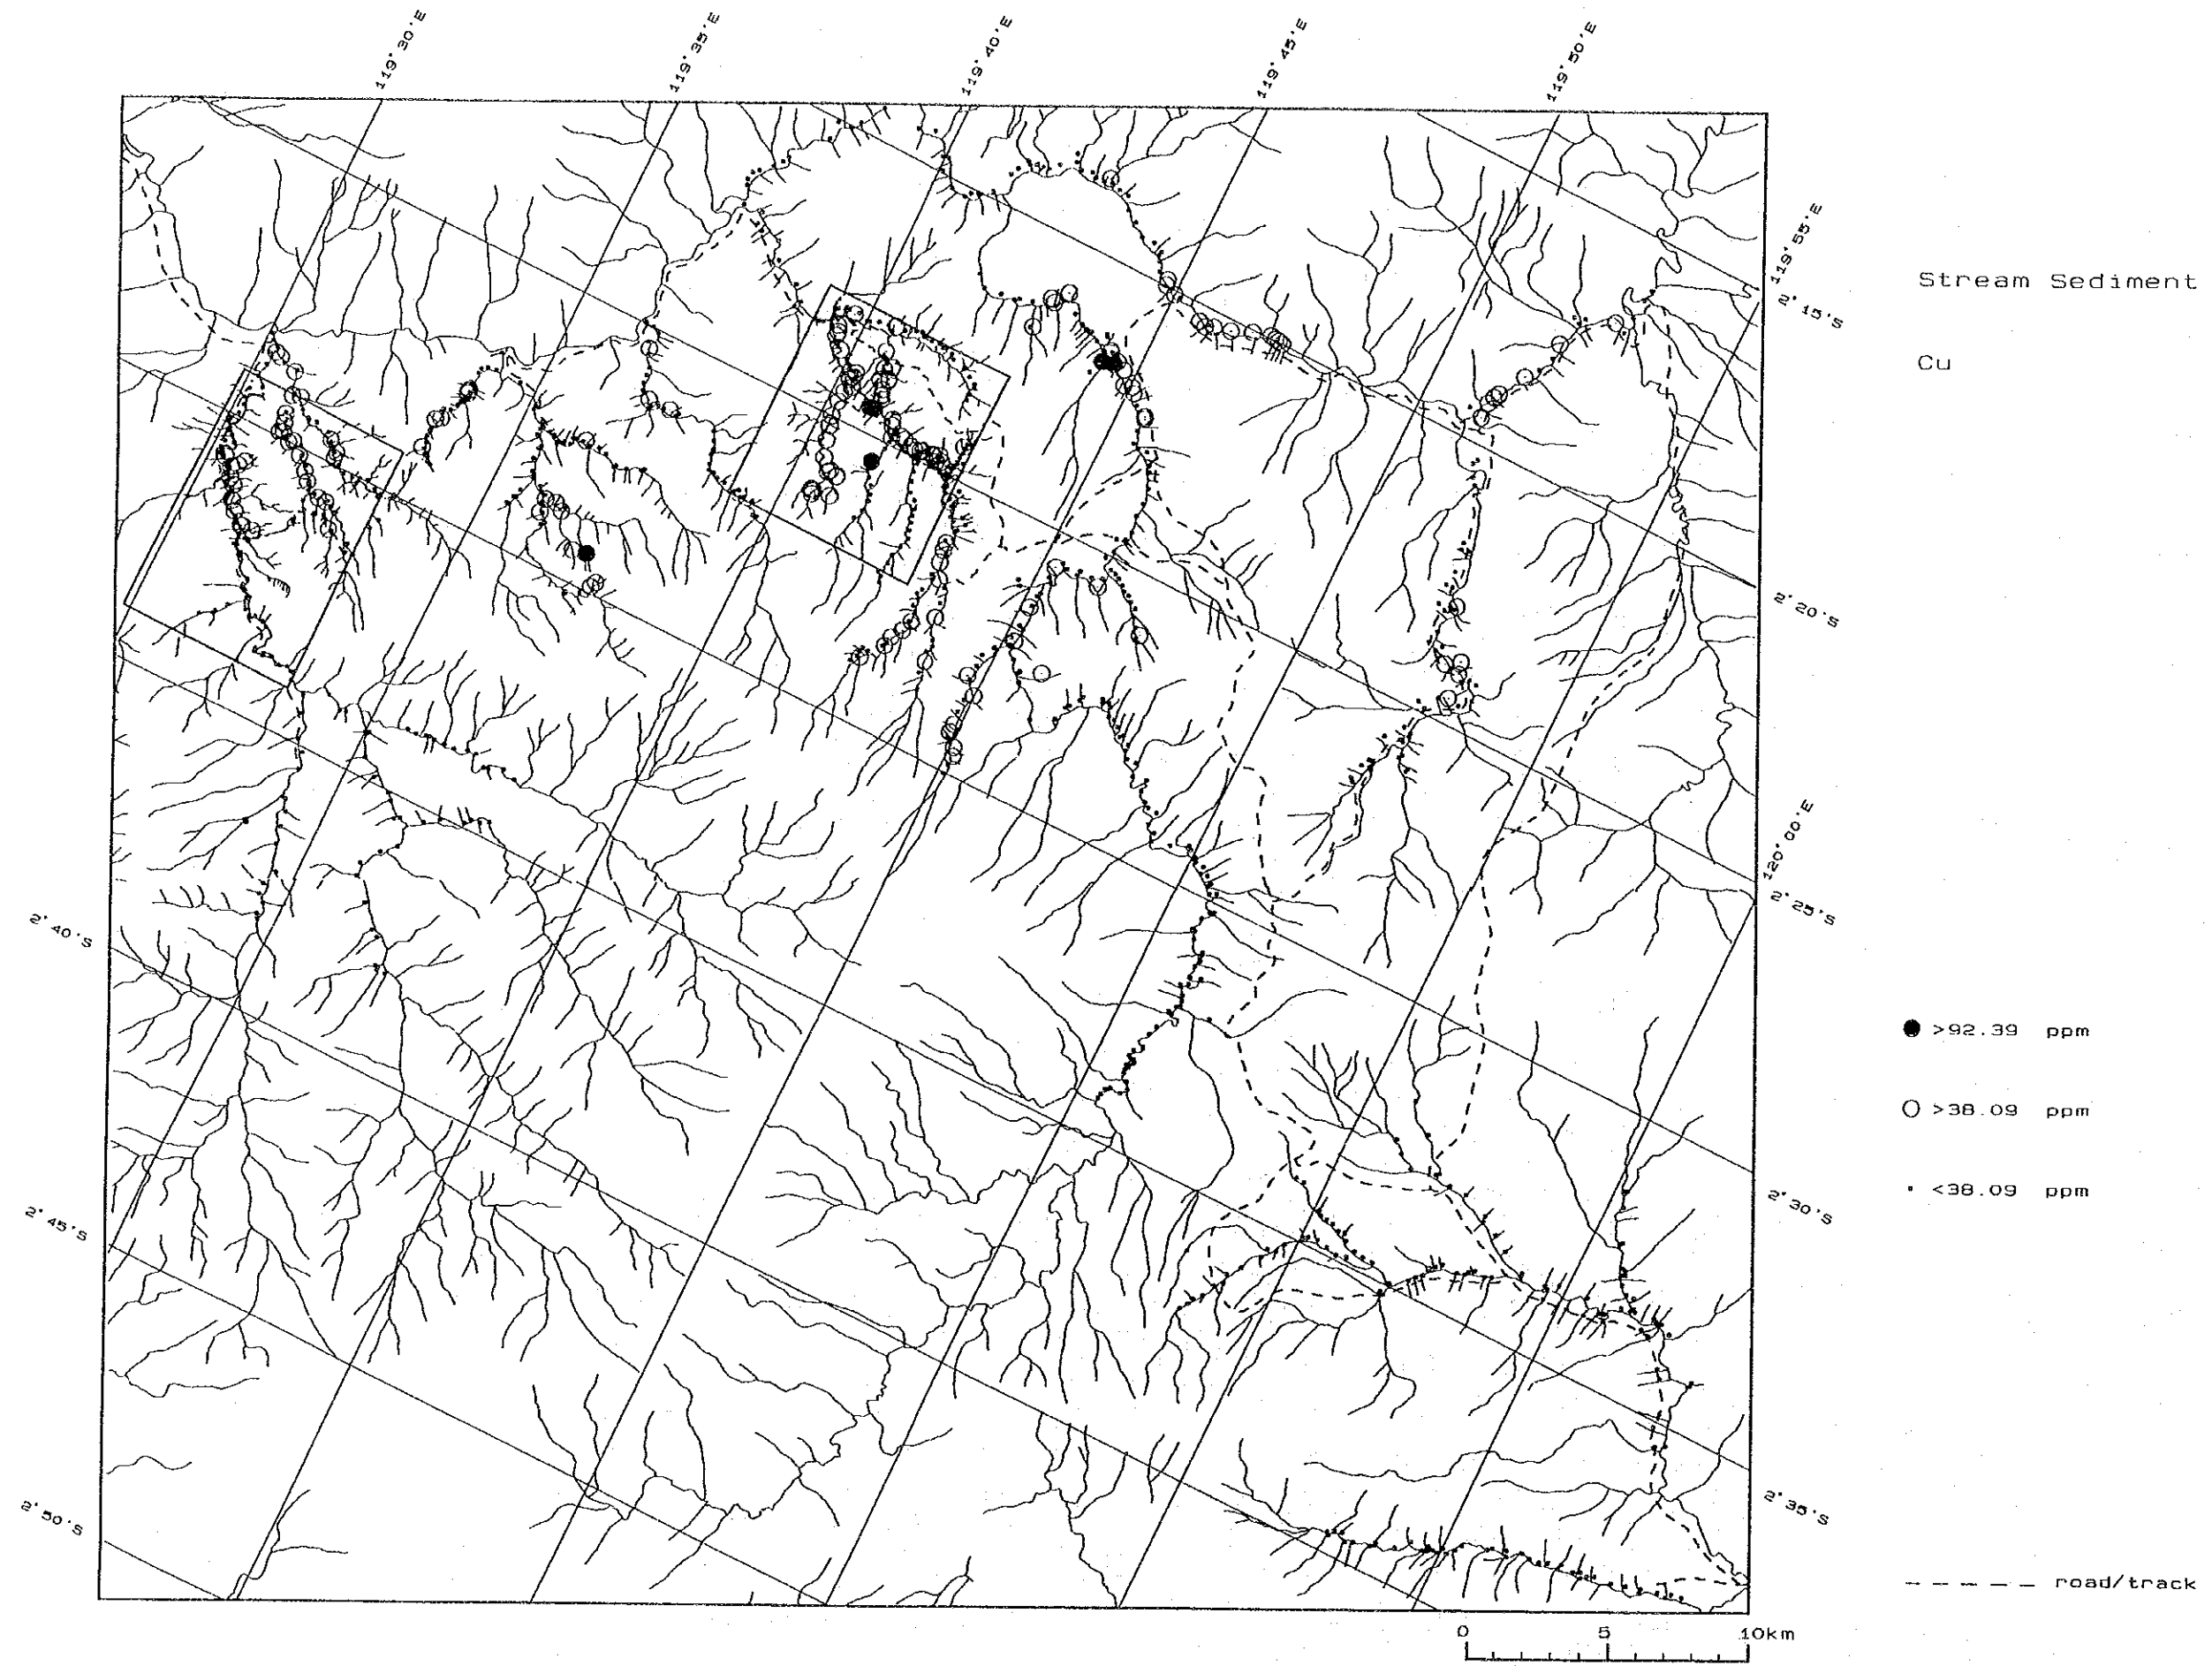 119°30'E
119°35'E
119°40'E
119°45'E
119°50'E
119°55'E
2°15'S
Stream Sediment
Cu
2°20'S
120°00'E
2°25'S
2°40'S
>92.39 ppm
>38.09 ppm
<38.09 ppm
2°30'S
2°45'S
2°35'S
2°50'S
road/track
0 5 10km